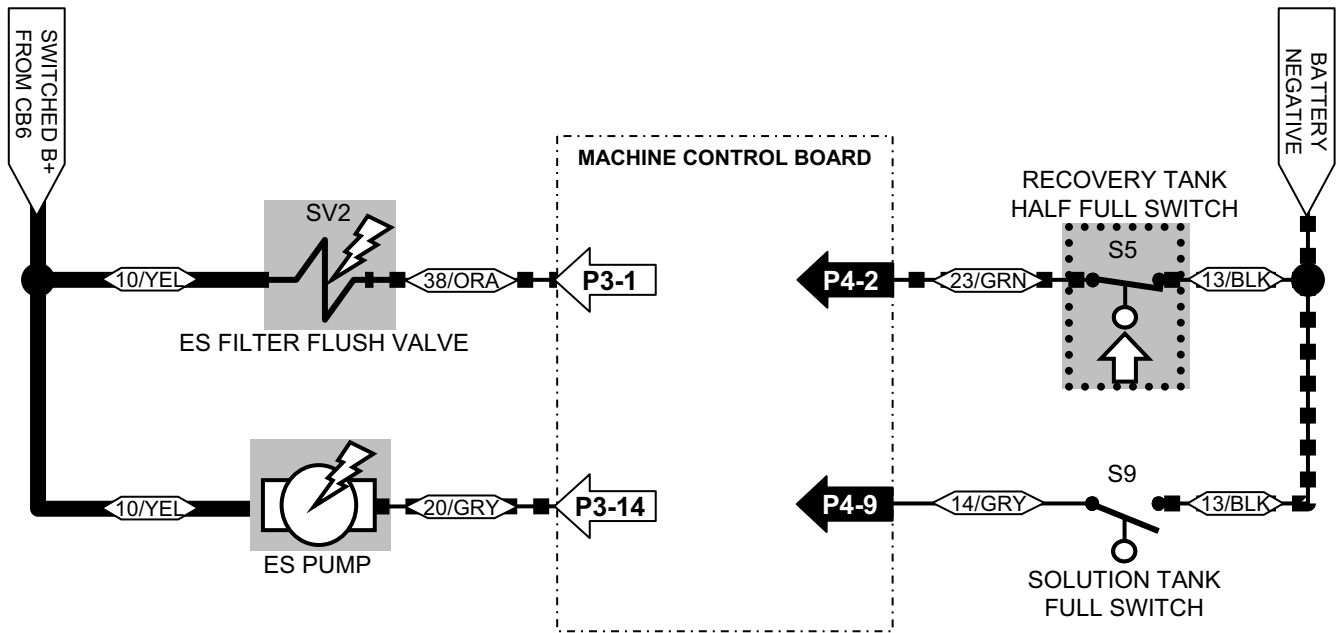 SWITCHED B+
FROM CB6
BATTERY
NEGATIVE
MACHINE CONTROL BOARD
RECOVERY TANK
HALF FULL SWITCH
SV2
S5
10/YEL
38/ORA
P3-1
P4-2
23/GRN
13/BLK
ES FILTER FLUSH VALVE
S9
10/YEL
20/GRY
P3-14
P4-9
14/GRY
13/BLK
ES PUMP
SOLUTION TANK
FULL SWITCH